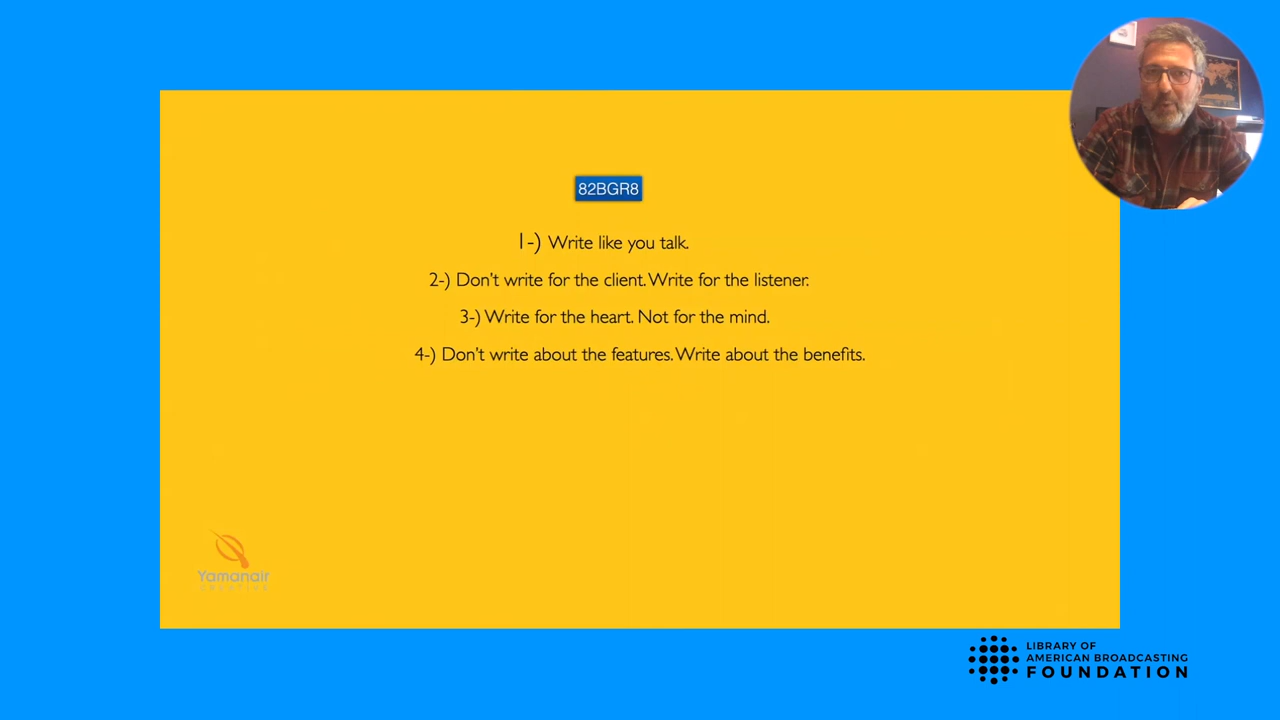 82BGR8
1-) Write like you talk.
2-) Don't write for the client. Write for the listener.
3-) Write for the heart. Not for the mind.
4-) Don't write about the features. Write about the benefits.
Yamanair
CREATIVE
LIBRARY OF
AMERICAN BROADCASTING
FOUNDATION